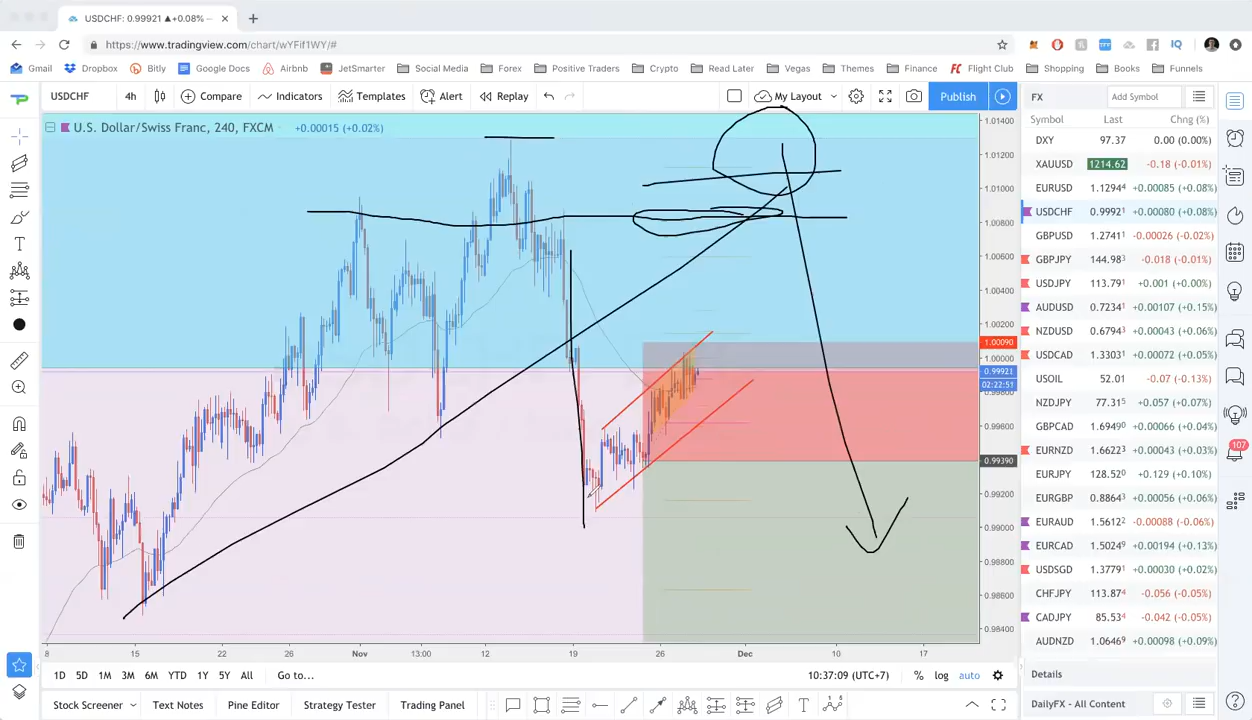 USDCHF: 0.99921 ▲+0.08% ··
https://www.tradingview.com/chart/wYFif1WY/#
Gmail Dropbox Bitly Google Docs Airbnb JetSmarter Social Media Forex Positive Traders Crypto Read Later Vegas Themes Finance Flight Club Shopping Books Funnels
USDCHF 4h Compare Indicators Templates Alert Replay My Layout Publish FX Add Symbol
U.S. Dollar/Swiss Franc, 240, FXCM +0.00015 (+0.02%)
Symbol Last Chng (%)
DXY 97.37 0.00 (0.00%)
XAUUSD 1214.62 -0.18 (-0.01%)
EURUSD 1.12944 +0.00085 (+0.08%)
USDCHF 0.99921 +0.00080 (+0.08%)
GBPUSD 1.27411 -0.00026 (-0.02%)
GBPJPY 144.983 -0.018 (-0.01%)
USDJPY 113.791 +0.001 (+0.00%)
AUDUSD 0.72341 +0.00107 (+0.15%)
NZDUSD 0.67943 +0.00043 (+0.06%)
USDCAD 1.33031 +0.00072 (+0.05%)
USOIL 52.01 -0.07 (-0.13%)
NZDJPY 77.315 +0.057 (+0.07%)
GBPCAD 1.69490 +0.00066 (+0.04%)
EURNZD 1.66223 +0.00043 (+0.03%)
EURJPY 128.520 +0.129 (+0.10%)
EURGBP 0.88643 +0.00056 (+0.06%)
EURAUD 1.56122 -0.00088 (-0.06%)
EURCAD 1.50249 +0.00194 (+0.13%)
USDSGD 1.37791 +0.00030 (+0.02%)
CHFJPY 113.874 -0.056 (-0.05%)
CADJPY 85.534 -0.042 (-0.05%)
AUDNZD 1.06469 +0.00098 (+0.09%)
1.01400
1.01200
1.01000
1.00800
1.00600
1.00400
1.00200
1.00090
1.00000
0.99921
02:22:51
0.99800
0.99600
0.99390
0.99200
0.99000
0.98800
0.98600
0.98400
107
8 15 22 26 Nov 13:00 12 19 26 Dec 10 17
1D 5D 1M 3M 6M YTD 1Y 5Y All Go to... 10:37:09 (UTC+7) % log auto
Details
Stock Screener Text Notes Pine Editor Strategy Tester Trading Panel
DailyFX - All Content